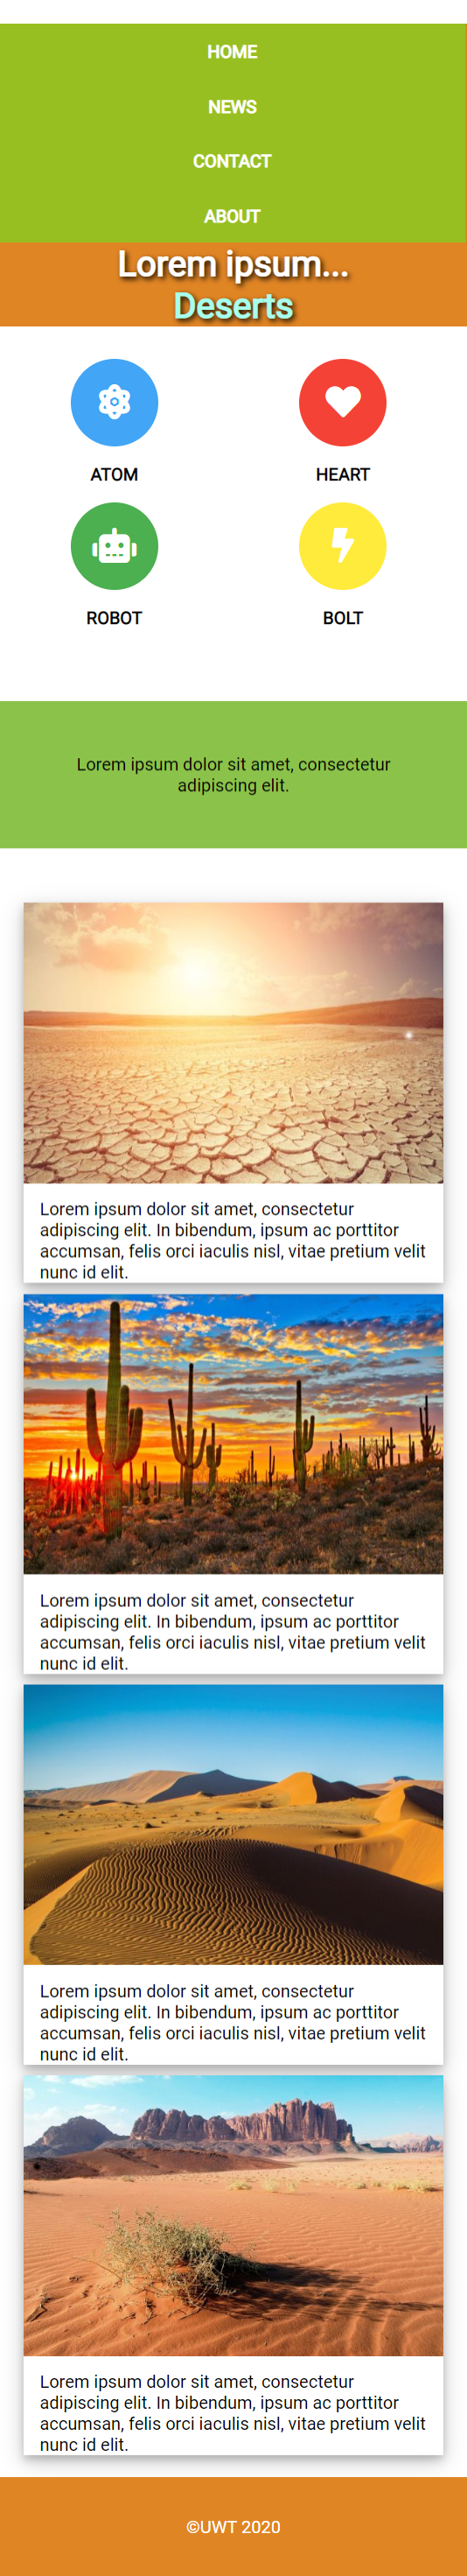 HOME
NEWS
CONTACT
ABOUT
Lorem ipsum...
Deserts
ATOM
HEART
ROBOT
BOLT
Lorem ipsum dolor sit amet, consectetur
adipiscing elit.
Lorem ipsum dolor sit amet, consectetur
adipiscing elit. In bibendum, ipsum ac porttitor
accumsan, felis orci iaculis nisl, vitae pretium velit
nunc id elit.
Lorem ipsum dolor sit amet, consectetur
adipiscing elit. In bibendum, ipsum ac porttitor
accumsan, felis orci iaculis nisl, vitae pretium velit
nunc id elit.
Lorem ipsum dolor sit amet, consectetur
adipiscing elit. In bibendum, ipsum ac porttitor
accumsan, felis orci iaculis nisl, vitae pretium velit
nunc id elit.
Lorem ipsum dolor sit amet, consectetur
adipiscing elit. In bibendum, ipsum ac porttitor
accumsan, felis orci iaculis nisl, vitae pretium velit
nunc id elit.
©UWT 2020